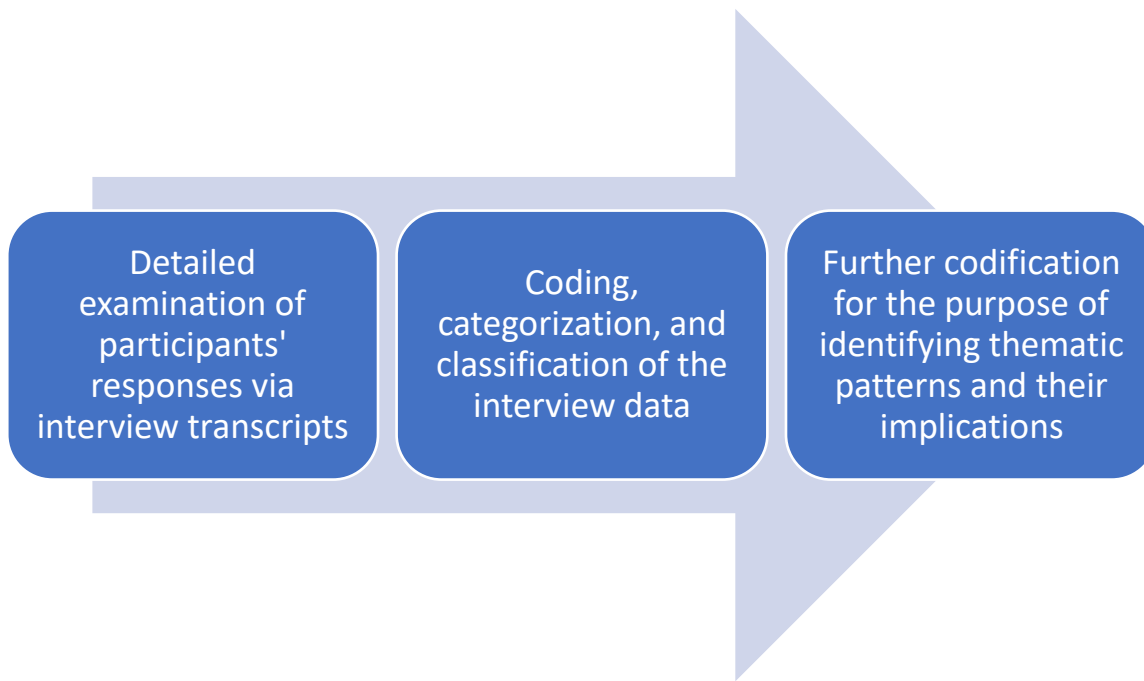 Detailed
examination of
participants'
responses via
interview transcripts
Coding,
categorization, and
classification of the
interview data
Further codification
for the purpose of
identifying thematic
patterns and their
implications